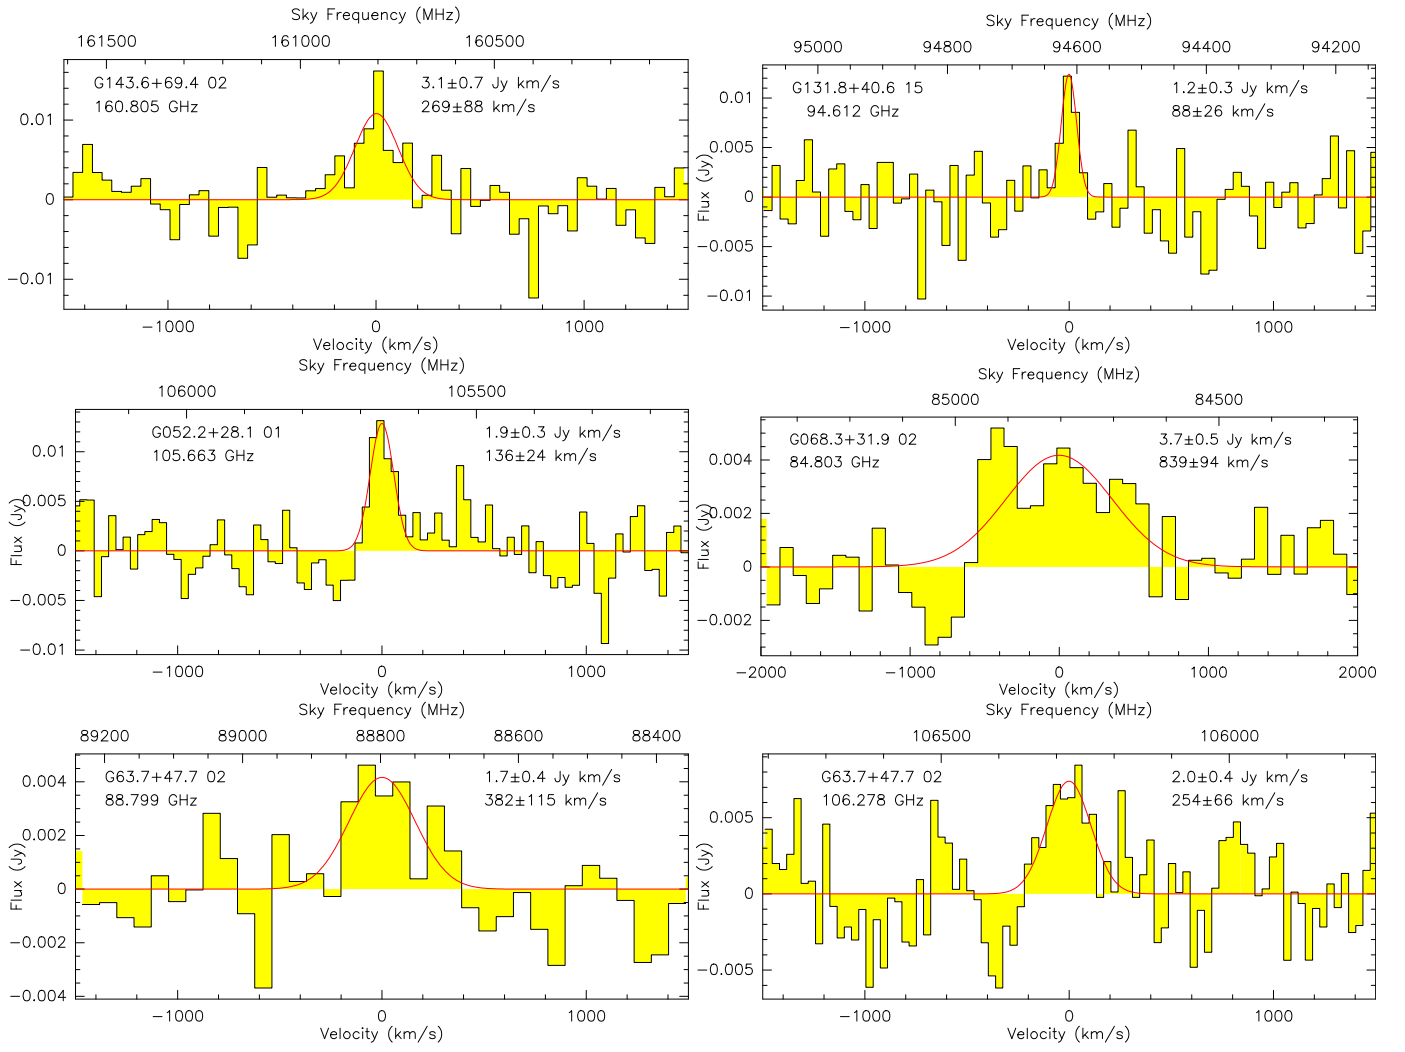 Sky Frequency (MHz)
161500 161000 160500
G143.6+69.4 02 3.1±0.7 Jy km/s
160.805 GHz 269±88 km/s
0.01
0
−0.01
−1000 0 1000
Velocity (km/s)
Sky Frequency (MHz)
95000 94800 94600 94400 94200
G131.8+40.6 15 1.2±0.3 Jy km/s
94.612 GHz 88±26 km/s
Flux (Jy)
0.01
0.005
0
−0.005
−0.01
−1000 0 1000
Velocity (km/s)
Sky Frequency (MHz)
106000 105500
G052.2+28.1 01 1.9±0.3 Jy km/s
105.663 GHz 136±24 km/s
Flux (Jy)
0.01
0.005
0
−0.005
−0.01
−1000 0 1000
Velocity (km/s)
Sky Frequency (MHz)
85000 84500
G068.3+31.9 02 3.7±0.5 Jy km/s
84.803 GHz 839±94 km/s
Flux (Jy)
0.004
0.002
0
−0.002
−2000 −1000 0 1000 2000
Velocity (km/s)
Sky Frequency (MHz)
89200 89000 88800 88600 88400
G63.7+47.7 02 1.7±0.4 Jy km/s
88.799 GHz 382±115 km/s
Flux (Jy)
0.004
0.002
0
−0.002
−0.004
−1000 0 1000
Velocity (km/s)
Sky Frequency (MHz)
106500 106000
G63.7+47.7 02 2.0±0.4 Jy km/s
106.278 GHz 254±66 km/s
Flux (Jy)
0.005
0
−0.005
−1000 0 1000
Velocity (km/s)